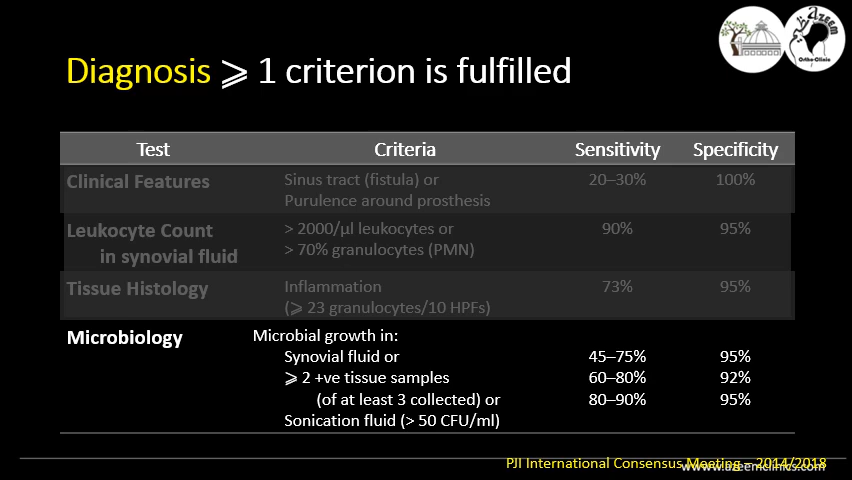 Azeem
Ortho-Clinic
Diagnosis ⩾ 1 criterion is fulfilled
Test Criteria Sensitivity Specificity
Clinical Features Sinus tract (fistula) or 20–30% 100%
Purulence around prosthesis
Leukocyte Count > 2000/µl leukocytes or 90% 95%
in synovial fluid > 70% granulocytes (PMN)
Tissue Histology Inflammation 73% 95%
(⩾ 23 granulocytes/10 HPFs)
Microbiology Microbial growth in:
Synovial fluid or 45–75% 95%
⩾ 2 +ve tissue samples 60–80% 92%
(of at least 3 collected) or 80–90% 95%
Sonication fluid (> 50 CFU/ml)
PJI International Consensus Meeting – 2014/2018
www.azeemclinics.com